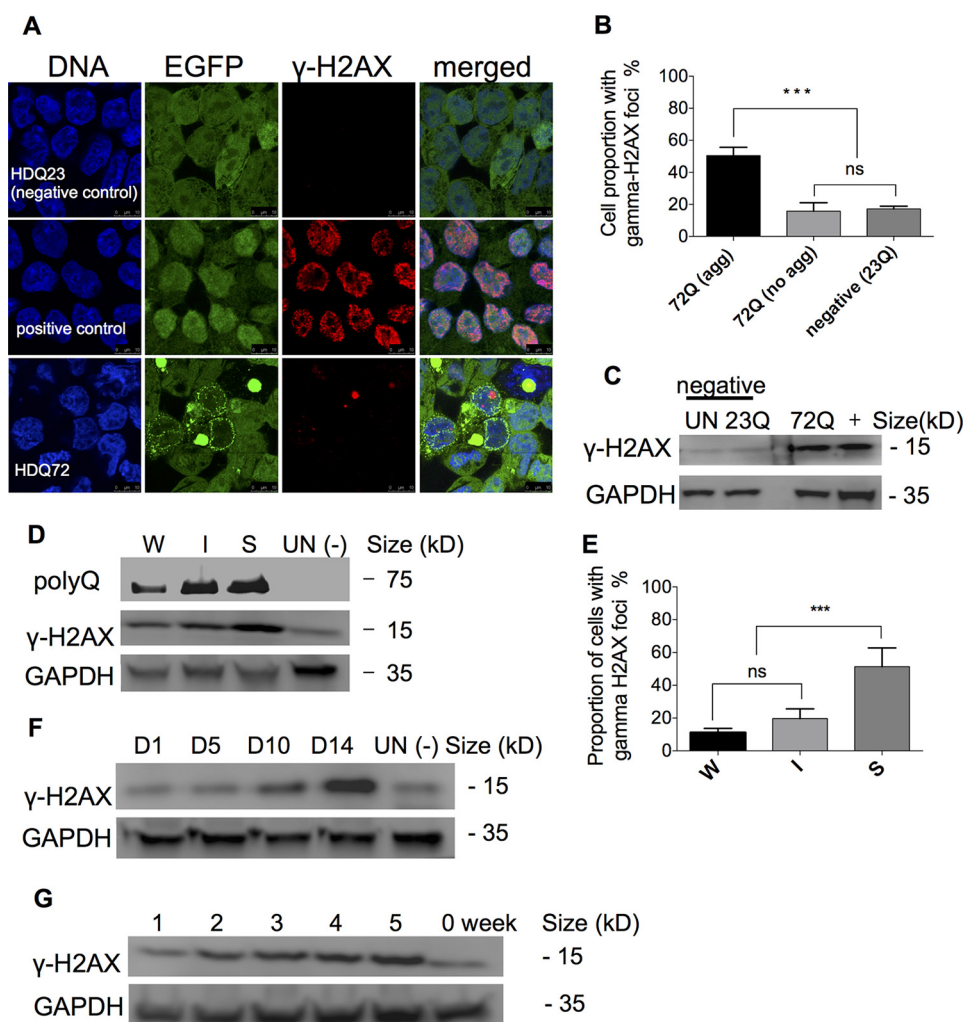 A
DNA EGFP γ-H2AX merged
HDQ23
(negative control)
positive control
HDQ72
B
Cell proportion with
gamma-H2AX foci %
100
80
60
40
20
0
***
ns
72Q (agg)
72Q (no agg)
negative (23Q)
C
negative
UN 23Q 72Q + Size(kD)
γ-H2AX - 15
GAPDH - 35
D
W I S UN (-) Size (kD)
polyQ - 75
γ-H2AX - 15
GAPDH - 35
E
Proportion of cells with
gamma H2AX foci %
100
80
60
40
20
0
***
ns
W
I
S
F
D1 D5 D10 D14 UN (-) Size (kD)
γ-H2AX - 15
GAPDH - 35
G
1 2 3 4 5 0 week Size (kD)
γ-H2AX - 15
GAPDH - 35